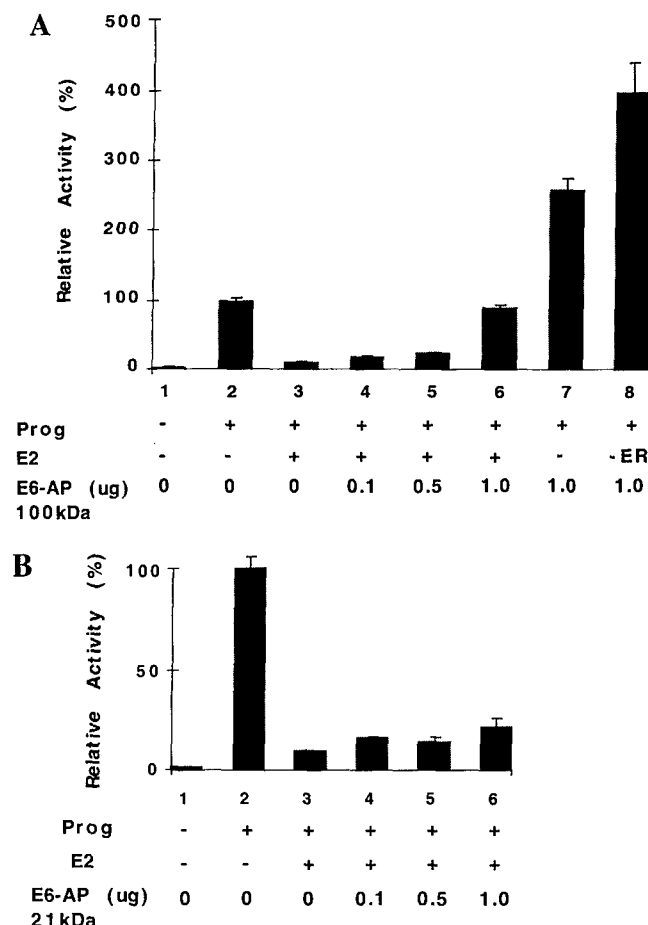 A
Relative Activity (%)
500
400
300
200
100
0
1 2 3 4 5 6 7 8
Prog - + + + + + + +
E2 - - + + + + - -ER
E6-AP (ug) 0 0 0 0.1 0.5 1.0 1.0 1.0
100kDa
B
Relative Activity (%)
100
50
0
1 2 3 4 5 6
Prog - + + + + +
E2 - - + + + +
E6-AP (ug) 0 0 0 0.1 0.5 1.0
21kDa